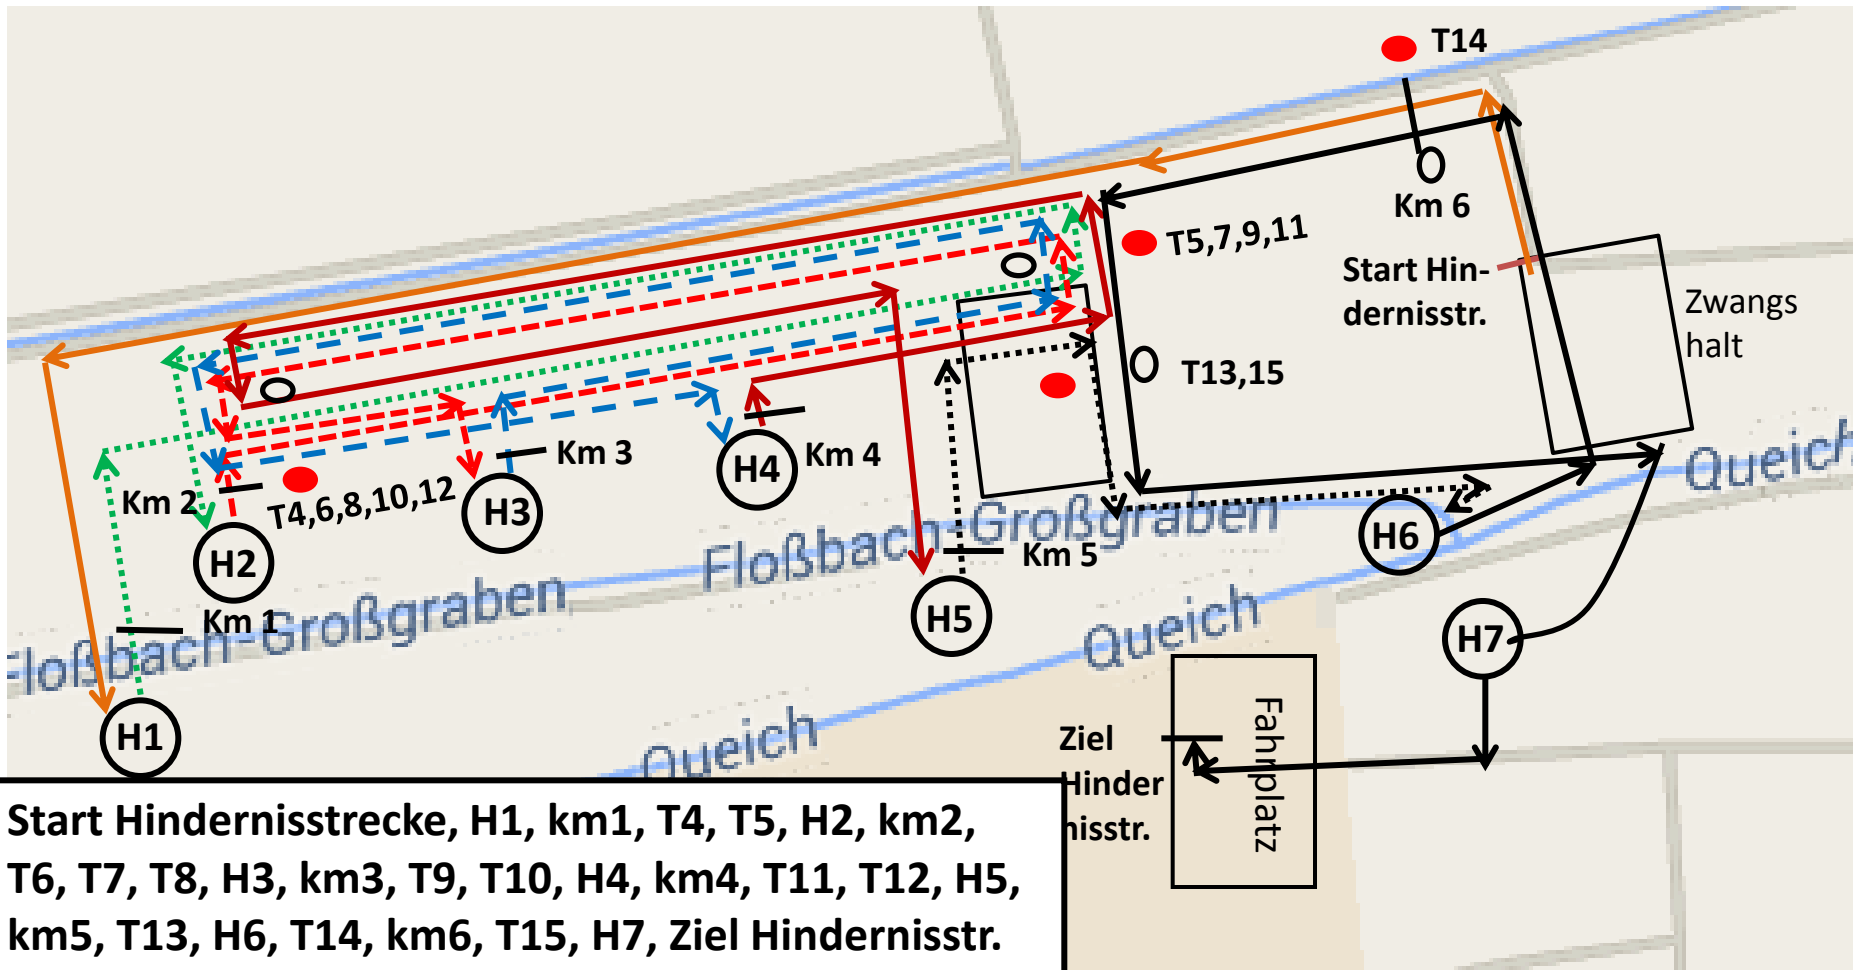 T14
Km 6
T5,7,9,11
Start Hin-
dernisstr.
Zwangs
halt
T13,15
Km 3
H4
Km 4
Km 2
T4,6,8,10,12
H3
H2
Queich
Floßbach-Großgraben
H6
Km 5
Km 1
Floßbach-Großgraben
H5
Queich
H7
H1
Queich
Ziel
Hinder
nisstr.
Fahrplatz
Start Hindernisstrecke, H1, km1, T4, T5, H2, km2,
T6, T7, T8, H3, km3, T9, T10, H4, km4, T11, T12, H5,
km5, T13, H6, T14, km6, T15, H7, Ziel Hindernisstr.